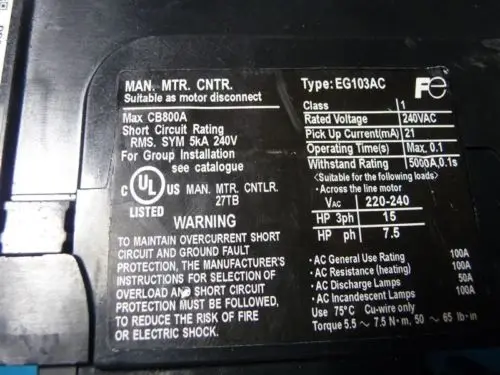 MAN. MTR. CNTR.
Suitable as motor disconnect
Max CB800A
Short Circuit Rating
RMS. SYM 5kA 240V
For Group Installation
see catalogue
C UL US MAN. MTR. CNTLR.
LISTED 27TB
WARNING
TO MAINTAIN OVERCURRENT SHORT
CIRCUIT AND GROUND FAULT
PROTECTION, THE MANUFACTURER'S
INSTRUCTIONS FOR SELECTION OF
OVERLOAD AND SHORT CIRCUIT
PROTECTION MUST BE FOLLOWED,
TO REDUCE THE RISK OF FIRE
OR ELECTRIC SHOCK.
Type: EG103AC Fe
Class 1
Rated Voltage 240VAC
Pick Up Current(mA) 21
Operating Time(s) Max, 0.1
Withstand Rating 5000A,0.1s
<Suitable for the following loads>
・Across the line motor
VAC 220-240
HP 3ph 15
HP ph 7.5
・AC General Use Rating 100A
・AC Resistance (heating) 100A
・AC Discharge Lamps 50A
・AC Incandescent Lamps 100A
Use 75°C Cu-wire only
Torque 5.5 ~ 7.5 N・m, 50 ~ 65 lb・in